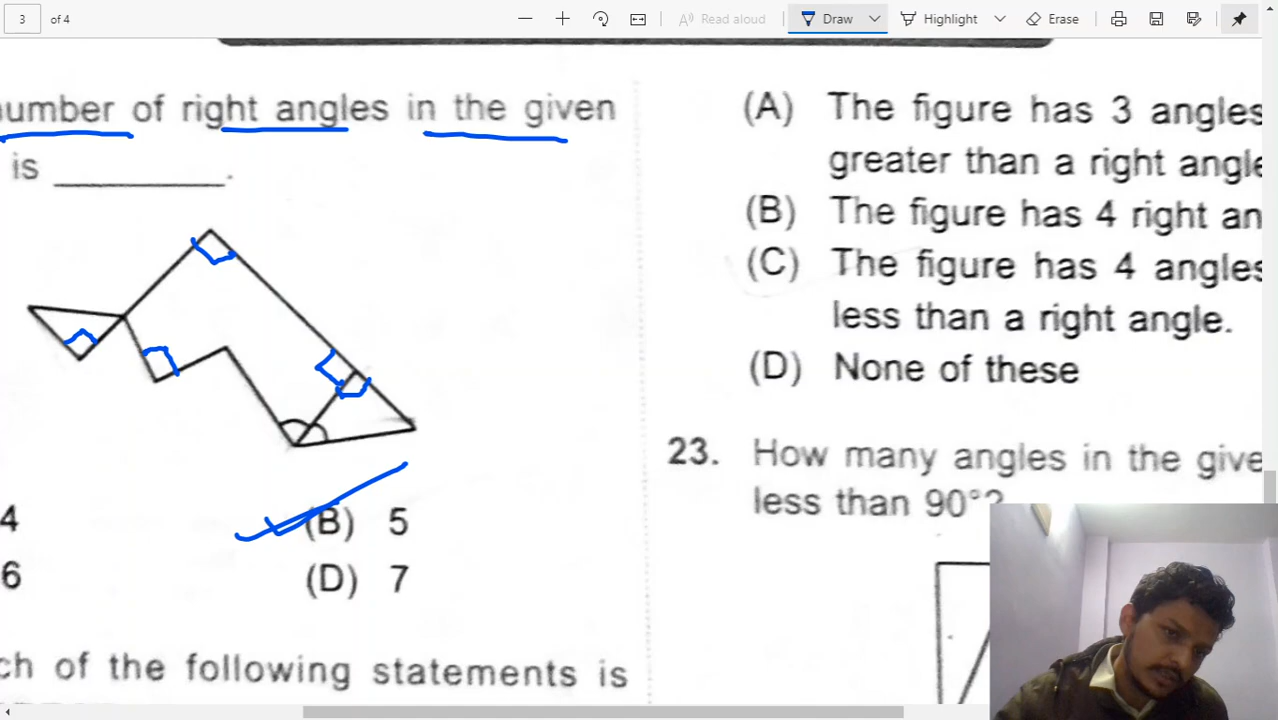 3 of 4
Read aloud
Draw
Highlight
Erase
number of right angles in the given
is ________.
4
(B) 5
6
(D) 7
ch of the following statements is
(A) The figure has 3 angles
greater than a right angle
(B) The figure has 4 right an
(C) The figure has 4 angles
less than a right angle.
(D) None of these
23. How many angles in the give
less than 90°?